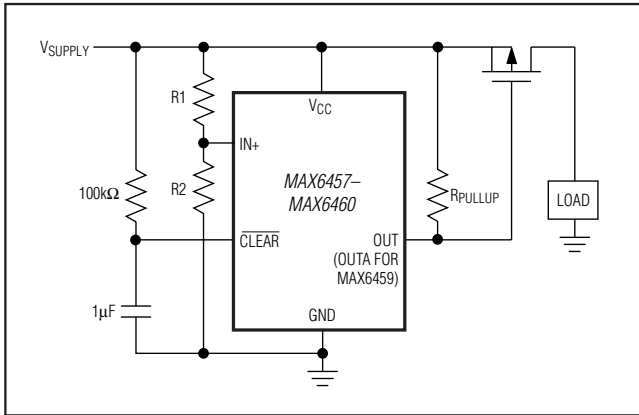 VSUPPLY
R1
VCC
IN+
MAX6457–
MAX6460
R2
100kΩ
RPULLUP
LOAD
CLEAR
OUT
(OUTA FOR
MAX6459)
1µF
GND